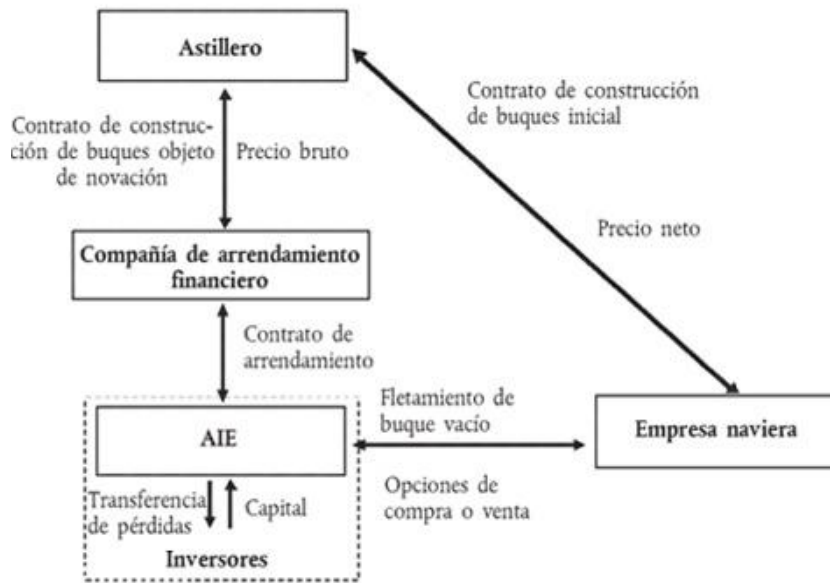 Astillero
Contrato de construcción
de buques inicial
Contrato de construc-
ción de buques objeto
de novación
Precio bruto
Precio neto
Compañía de arrendamiento
financiero
Contrato de
arrendamiento
Fletamiento de
buque vacío
AIE
Empresa naviera
Opciones de
compra o venta
Transferencia
de pérdidas
Capital
Inversores